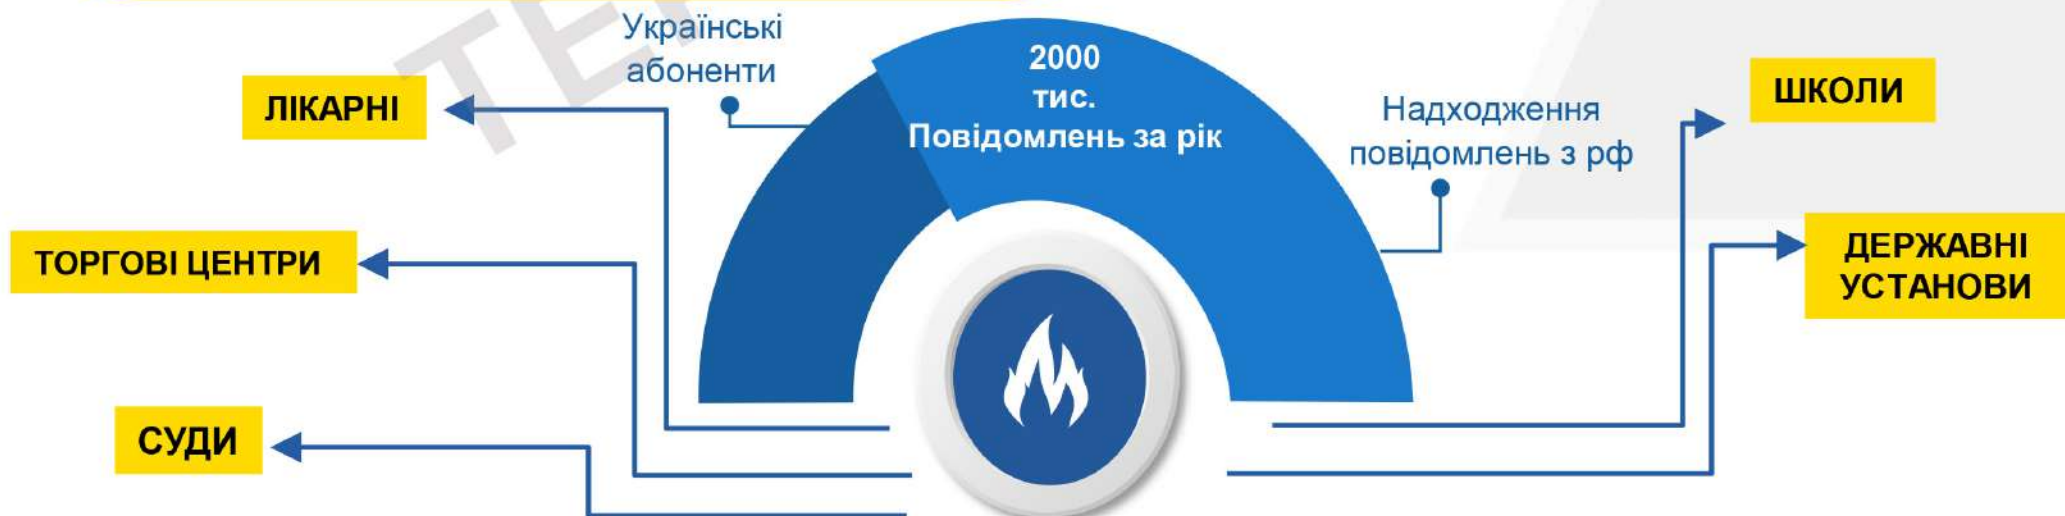 Українські
абоненти
ЛІКАРНІ
2000
тис.
Повідомлень за рік
Надходження
повідомлень з рф
ШКОЛИ
ТОРГОВІ ЦЕНТРИ
ДЕРЖАВНІ
УСТАНОВИ
СУДИ